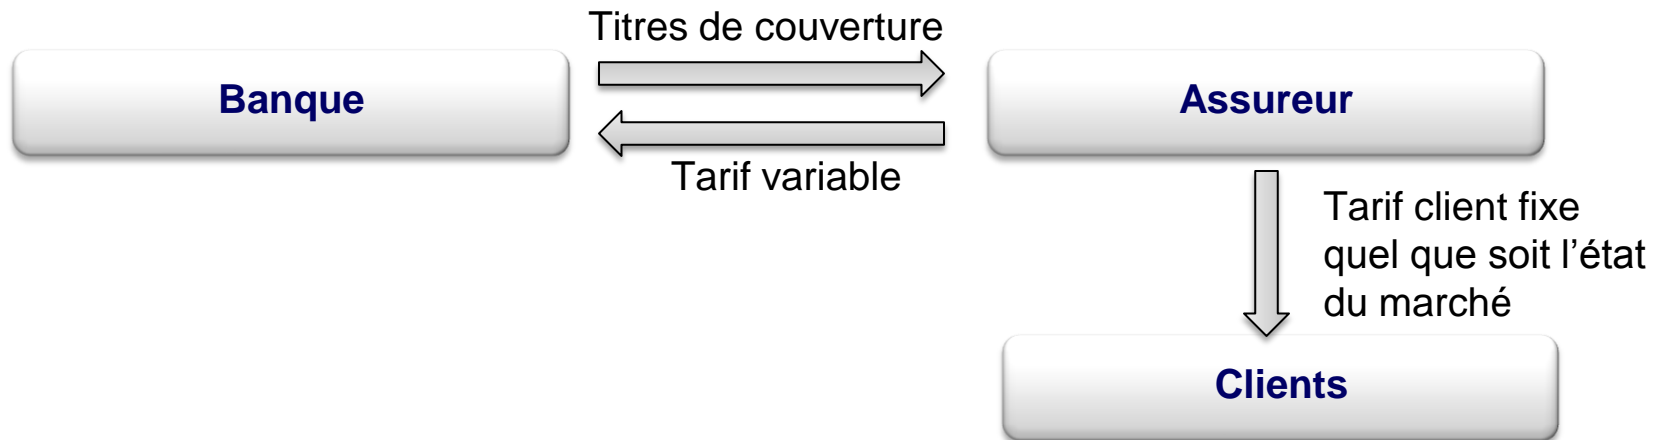 Titres de couverture
Banque
Assureur
Tarif variable
Tarif client fixe
quel que soit l’état
du marché
Clients